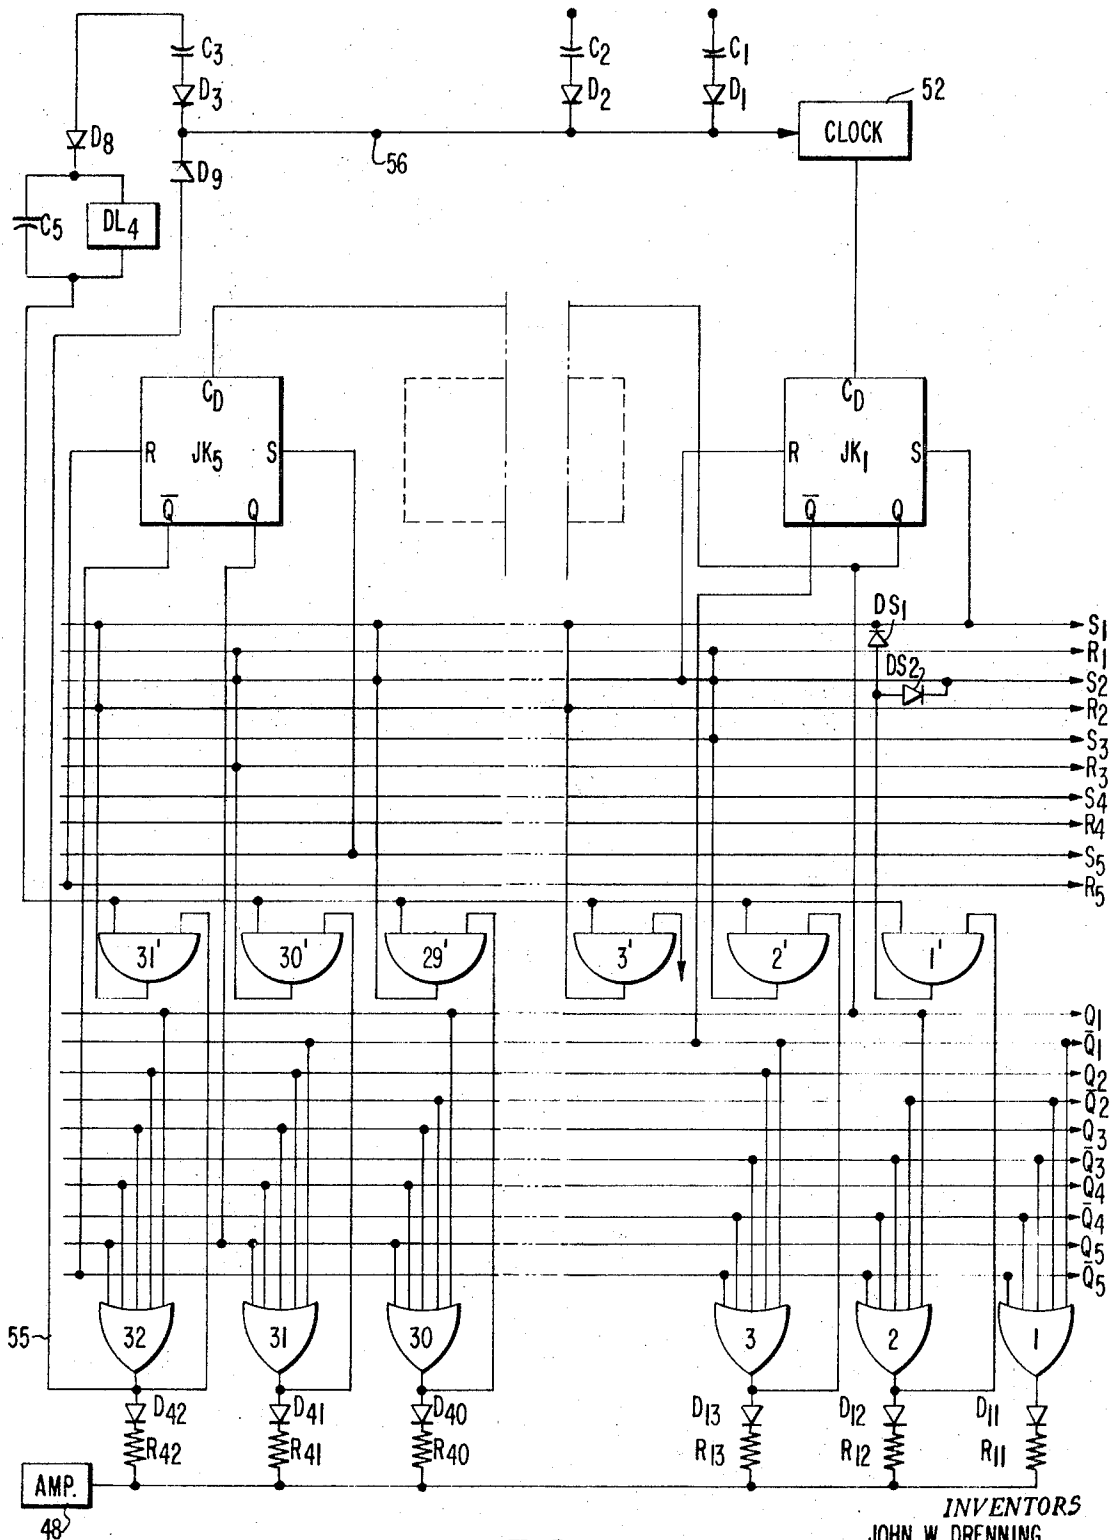 C3
C2
C1
D3
D2
D1
52
CLOCK
D8
56
D9
C5
DL4
CD
CD
R JK5 S
R JK1 S
Q̅ Q
Q̅ Q
DS1
S1
R1
DS2
S2
R2
S3
R3
S4
R4
S5
R5
31' 30' 29' 3' 2' 1'
Q1
Q̅1
Q2
Q̅2
Q3
Q̅3
Q4
Q̅4
Q5
Q̅5
55 32 31 30 3 2 1
D42 D41 D40 D13 D12 D11
R42 R41 R40 R13 R12 R11
AMP.
48
INVENTORS
JOHN W. DRENNING